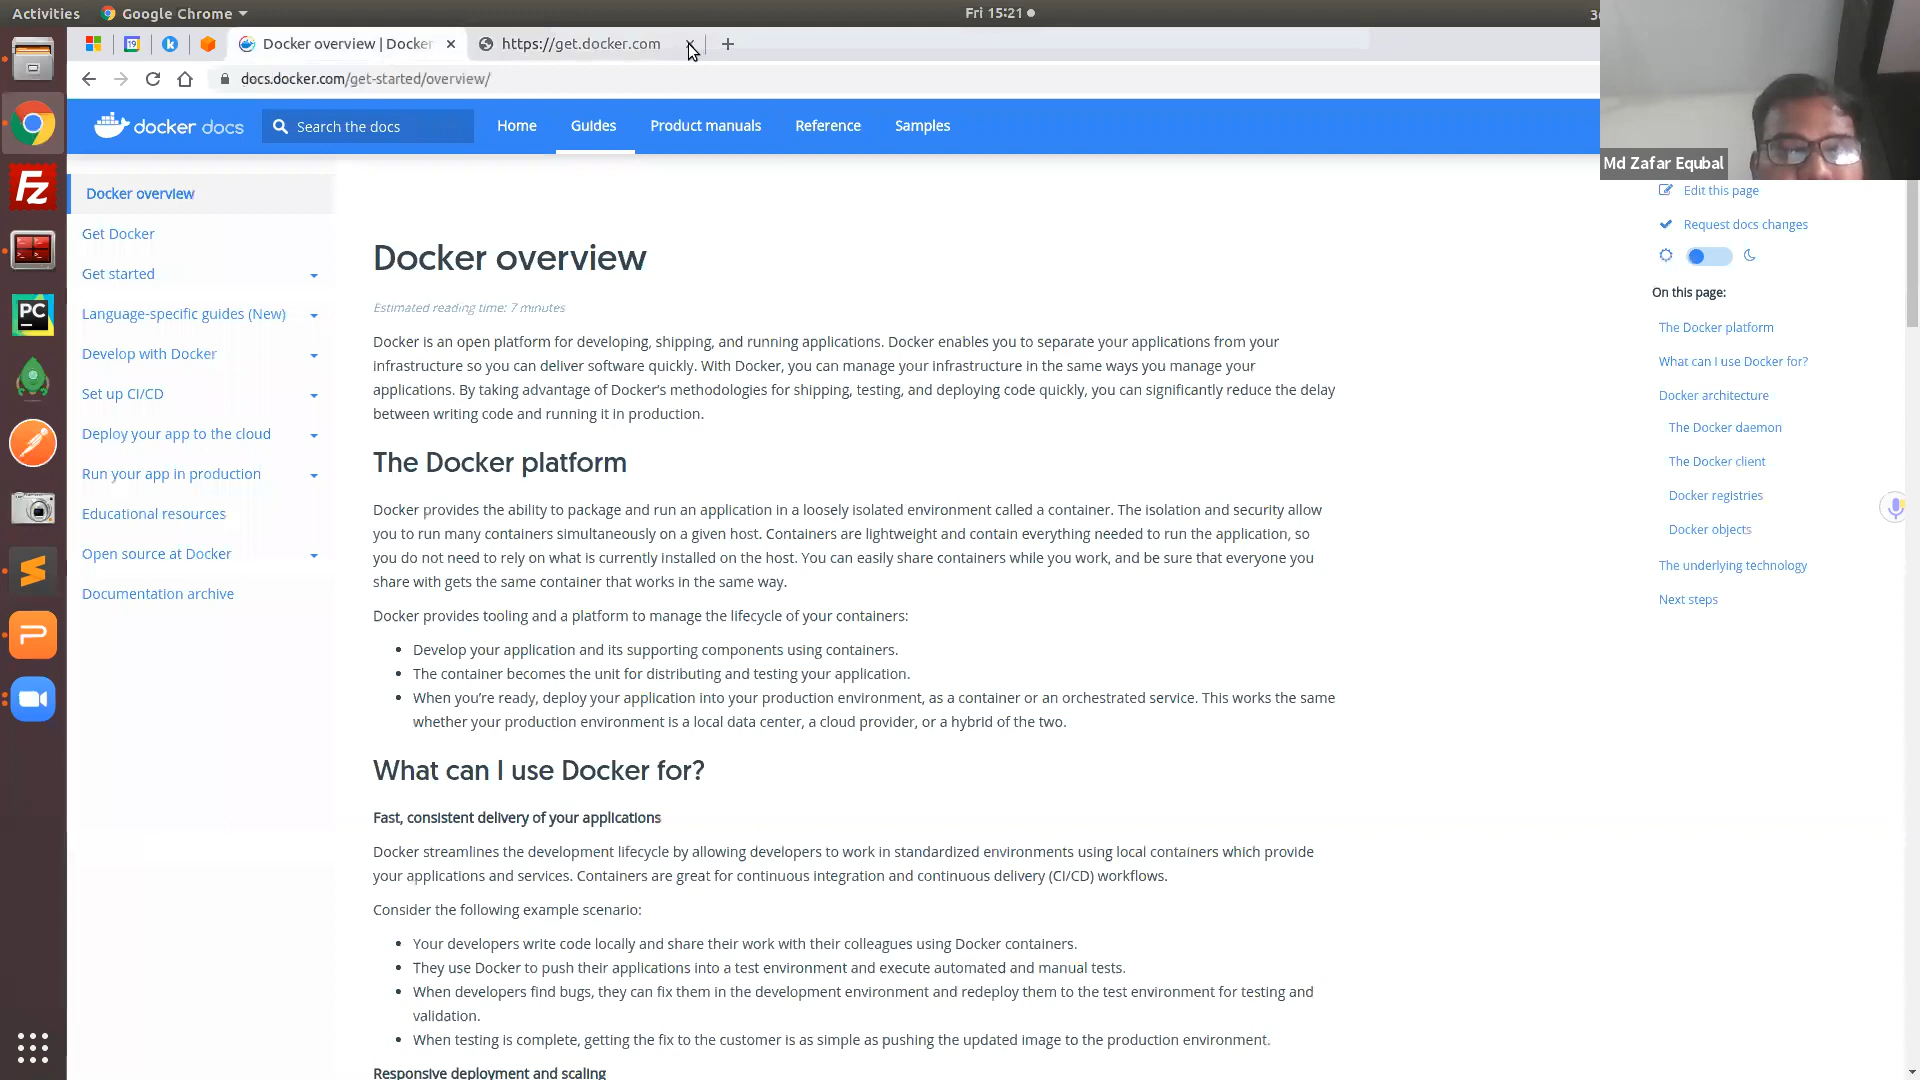 Activities
Google Chrome
Fri 15:21
Docker overview | Docker
https://get.docker.com
docs.docker.com/get-started/overview/
docker docs
Search the docs
Home
Guides
Product manuals
Reference
Samples
Md Zafar Equbal
Docker overview
Get Docker
Get started
Language-specific guides (New)
Develop with Docker
Set up CI/CD
Deploy your app to the cloud
Run your app in production
Educational resources
Open source at Docker
Documentation archive
Docker overview
Estimated reading time: 7 minutes
Docker is an open platform for developing, shipping, and running applications. Docker enables you to separate your applications from your
infrastructure so you can deliver software quickly. With Docker, you can manage your infrastructure in the same ways you manage your
applications. By taking advantage of Docker's methodologies for shipping, testing, and deploying code quickly, you can significantly reduce the delay
between writing code and running it in production.
The Docker platform
Docker provides the ability to package and run an application in a loosely isolated environment called a container. The isolation and security allow
you to run many containers simultaneously on a given host. Containers are lightweight and contain everything needed to run the application, so
you do not need to rely on what is currently installed on the host. You can easily share containers while you work, and be sure that everyone you
share with gets the same container that works in the same way.
Docker provides tooling and a platform to manage the lifecycle of your containers:
• Develop your application and its supporting components using containers.
• The container becomes the unit for distributing and testing your application.
• When you're ready, deploy your application into your production environment, as a container or an orchestrated service. This works the same
whether your production environment is a local data center, a cloud provider, or a hybrid of the two.
What can I use Docker for?
Fast, consistent delivery of your applications
Docker streamlines the development lifecycle by allowing developers to work in standardized environments using local containers which provide
your applications and services. Containers are great for continuous integration and continuous delivery (CI/CD) workflows.
Consider the following example scenario:
• Your developers write code locally and share their work with their colleagues using Docker containers.
• They use Docker to push their applications into a test environment and execute automated and manual tests.
• When developers find bugs, they can fix them in the development environment and redeploy them to the test environment for testing and
validation.
• When testing is complete, getting the fix to the customer is as simple as pushing the updated image to the production environment.
Responsive deployment and scaling
Edit this page
Request docs changes
On this page:
The Docker platform
What can I use Docker for?
Docker architecture
The Docker daemon
The Docker client
Docker registries
Docker objects
The underlying technology
Next steps
Fz
PC